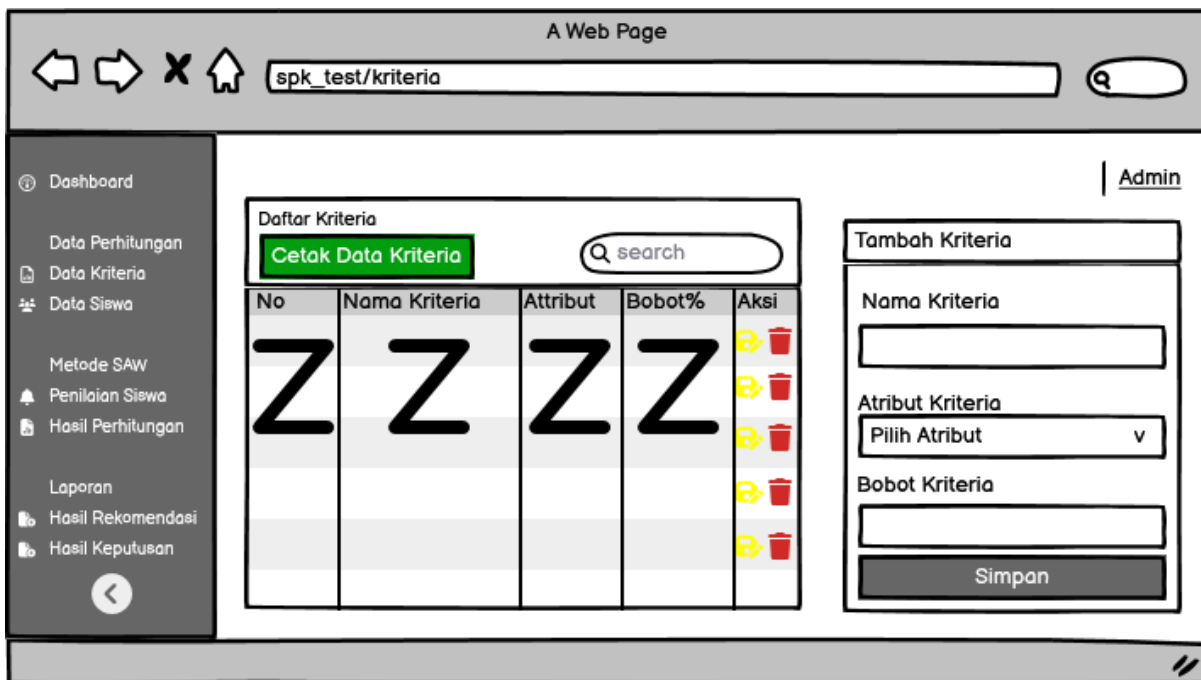 A Web Page
spk_test/kriteria
Dashboard
Data Perhitungan
Data Kriteria
Data Siswa
Metode SAW
Penilaian Siswa
Hasil Perhitungan
Laporan
Hasil Rekomendasi
Hasil Keputusan
Admin
Daftar Kriteria
Cetak Data Kriteria
search
No Nama Kriteria Attribut Bobot% Aksi
Z Z Z Z
Tambah Kriteria
Nama Kriteria
Atribut Kriteria
Pilih Atribut v
Bobot Kriteria
Simpan